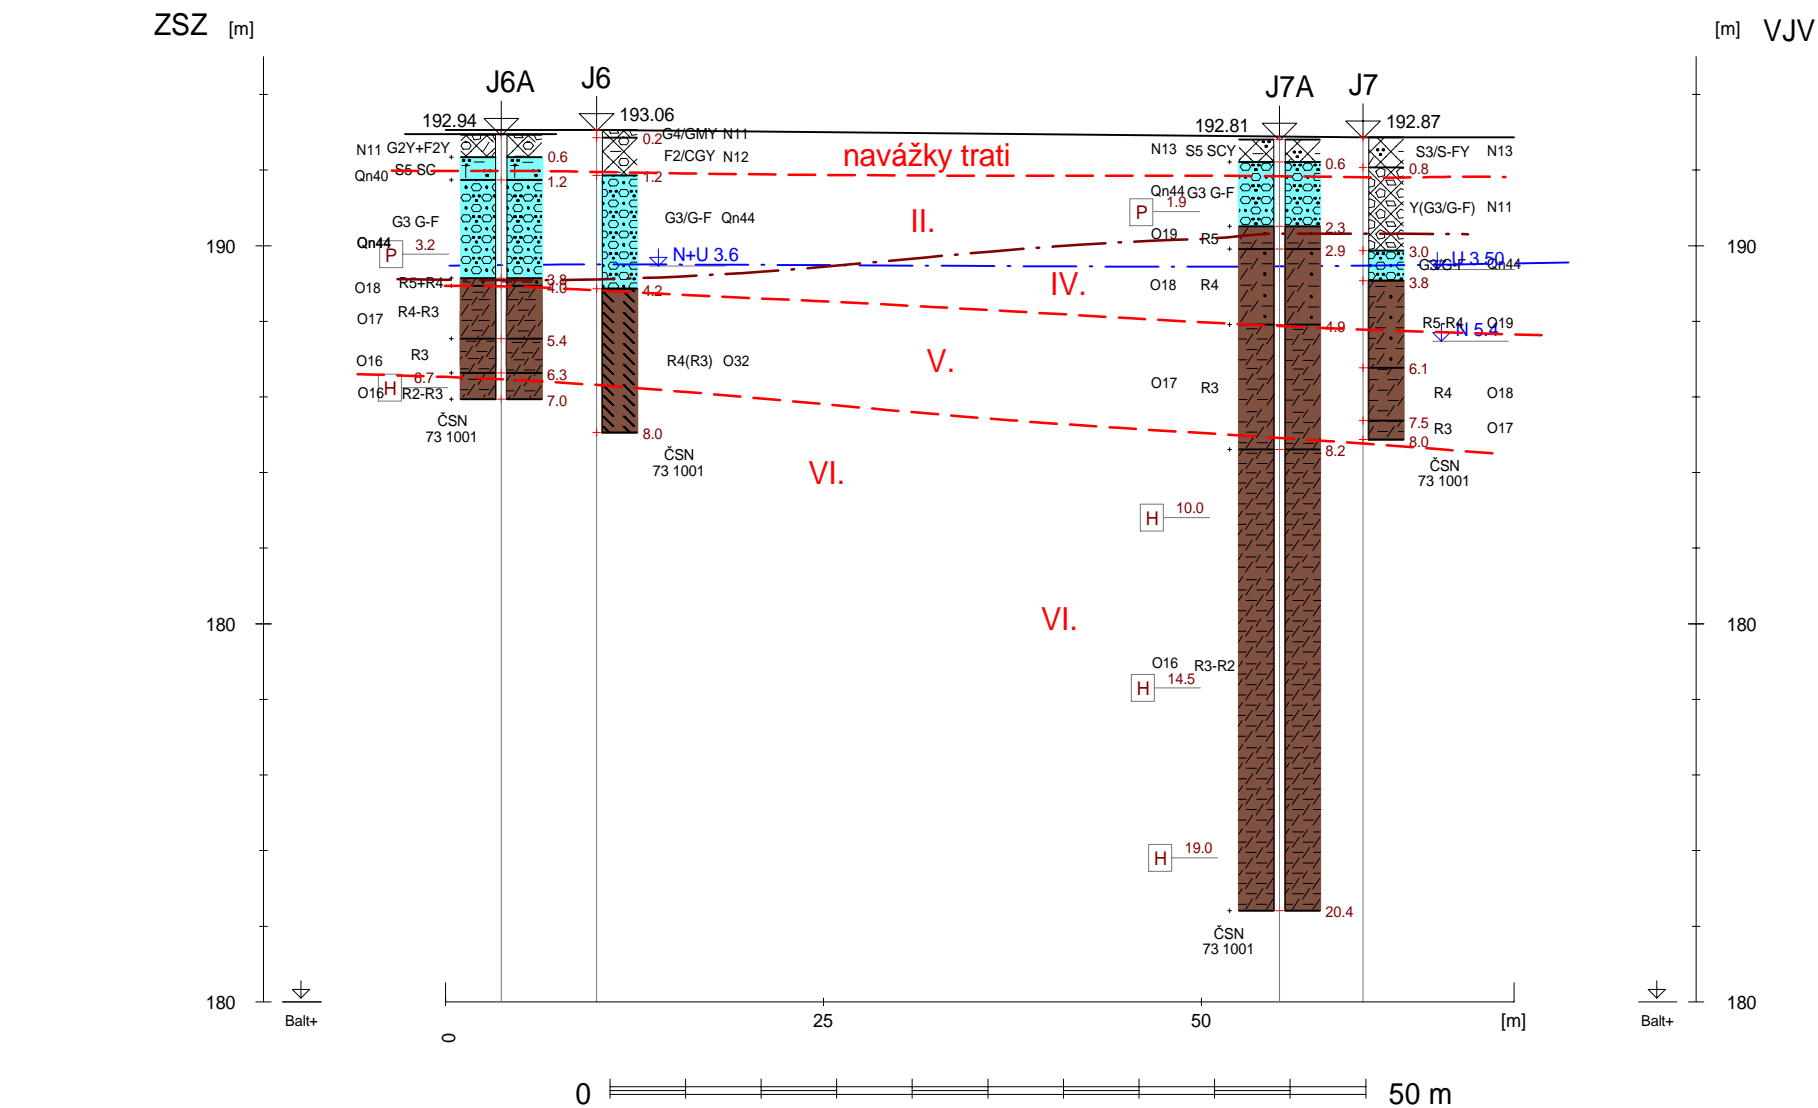 ZSZ [m]
[m] VJV
J6A
J6
J7A
J7
192.94
193.06
192.81
192.87
N11 G2Y+F2Y
0.6
0.2
G4/GMY N11
F2/CGY N12
navážky trati
N13 S5 SCY
0.6
S3/S-FY N13
0.8
Qn40 S5 SC
1.2
1.2
Qn44 G3 G-F
P 1.9
G3 G-F
G3/G-F Qn44
II.
Y(G3/G-F) N11
Qn44
P 3.2
190
190
N+U 3.6
O19 R5
2.3
2.9
3.0
U 3.50
G3/G-F Qn44
3.8
O18 R5+R4
3.8
4.0
4.2
IV.
O18 R4
O17 R4-R3
4.9
R5-R4 O19
N 5.4
5.4
O16 R3
6.3
R4(R3) O32
V.
O17 R3
6.1
H 6.7
O16 R2-R3
7.0
R4 O18
7.5
R3 O17
8.0
ČSN
73 1001
8.0
ČSN
73 1001
8.2
ČSN
73 1001
VI.
H 10.0
180
180
VI.
O16 R3-R2
H 14.5
H 19.0
20.4
ČSN
73 1001
180
180
Balt+
Balt+
0
25
50
[m]
0
50 m